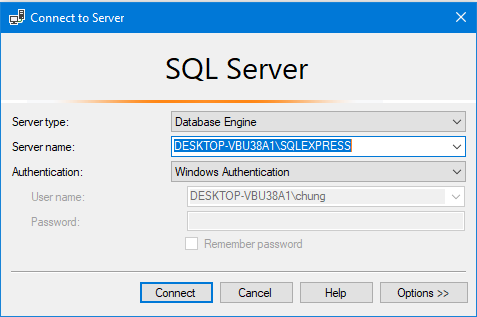 Connect to Server
SQL Server
Server type: Database Engine
Server name: DESKTOP-VBU38A1\SQLEXPRESS
Authentication: Windows Authentication
User name: DESKTOP-VBU38A1\chung
Password:
Remember password
Connect Cancel Help Options >>